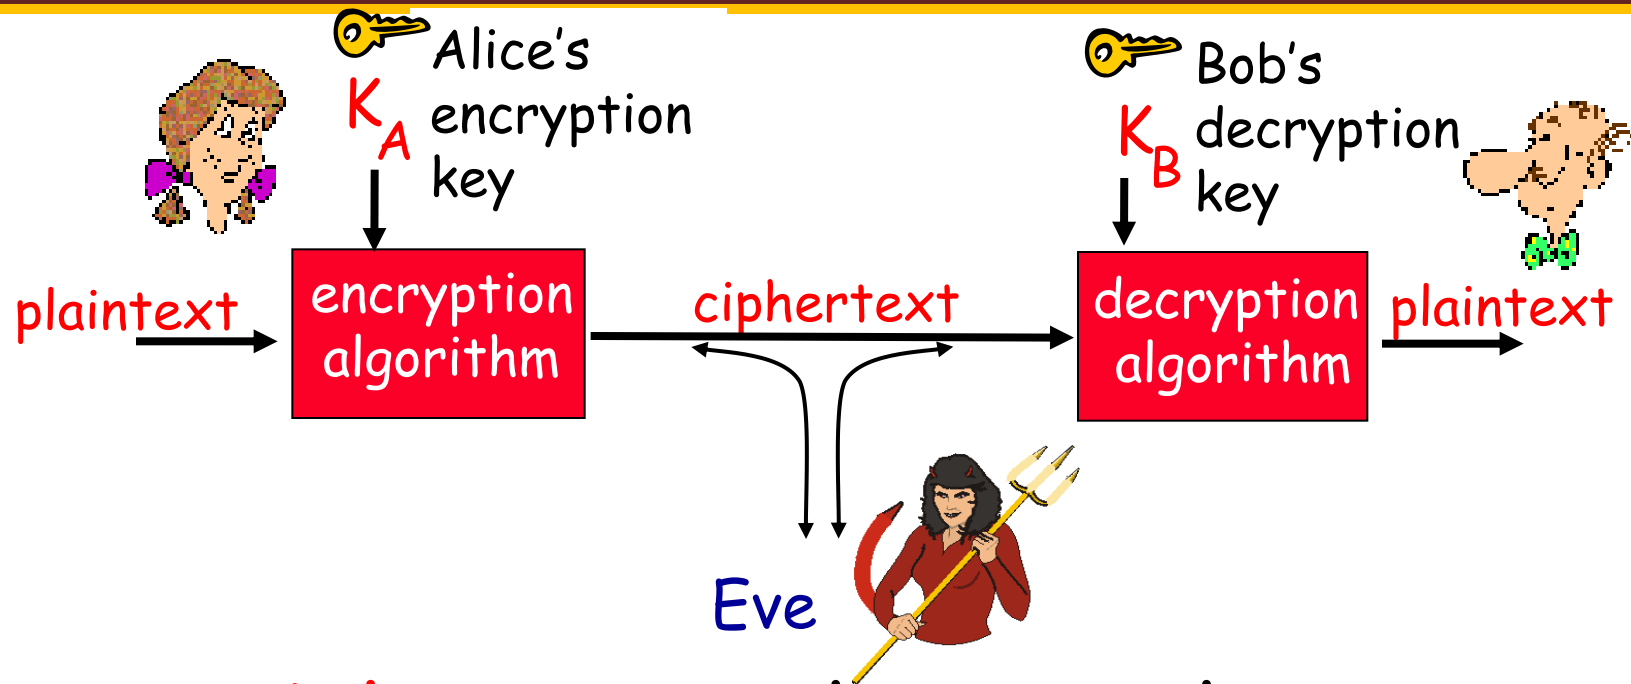 Alice’s
encryption
key
K
A
Bob’s
decryption
key
K
B
plaintext
encryption
algorithm
ciphertext
decryption
algorithm
plaintext
Eve